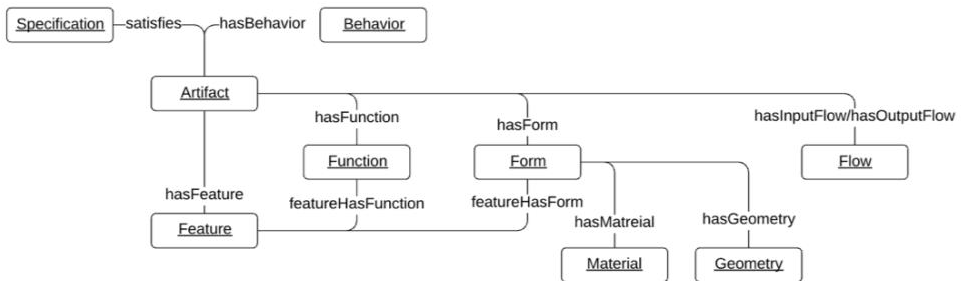 Specification satisfies hasBehavior Behavior
Artifact
hasFunction
hasForm
hasInputFlow/hasOutputFlow
Function
Form
Flow
hasFeature
featureHasFunction
featureHasForm
hasMatreial
hasGeometry
Feature
Material
Geometry